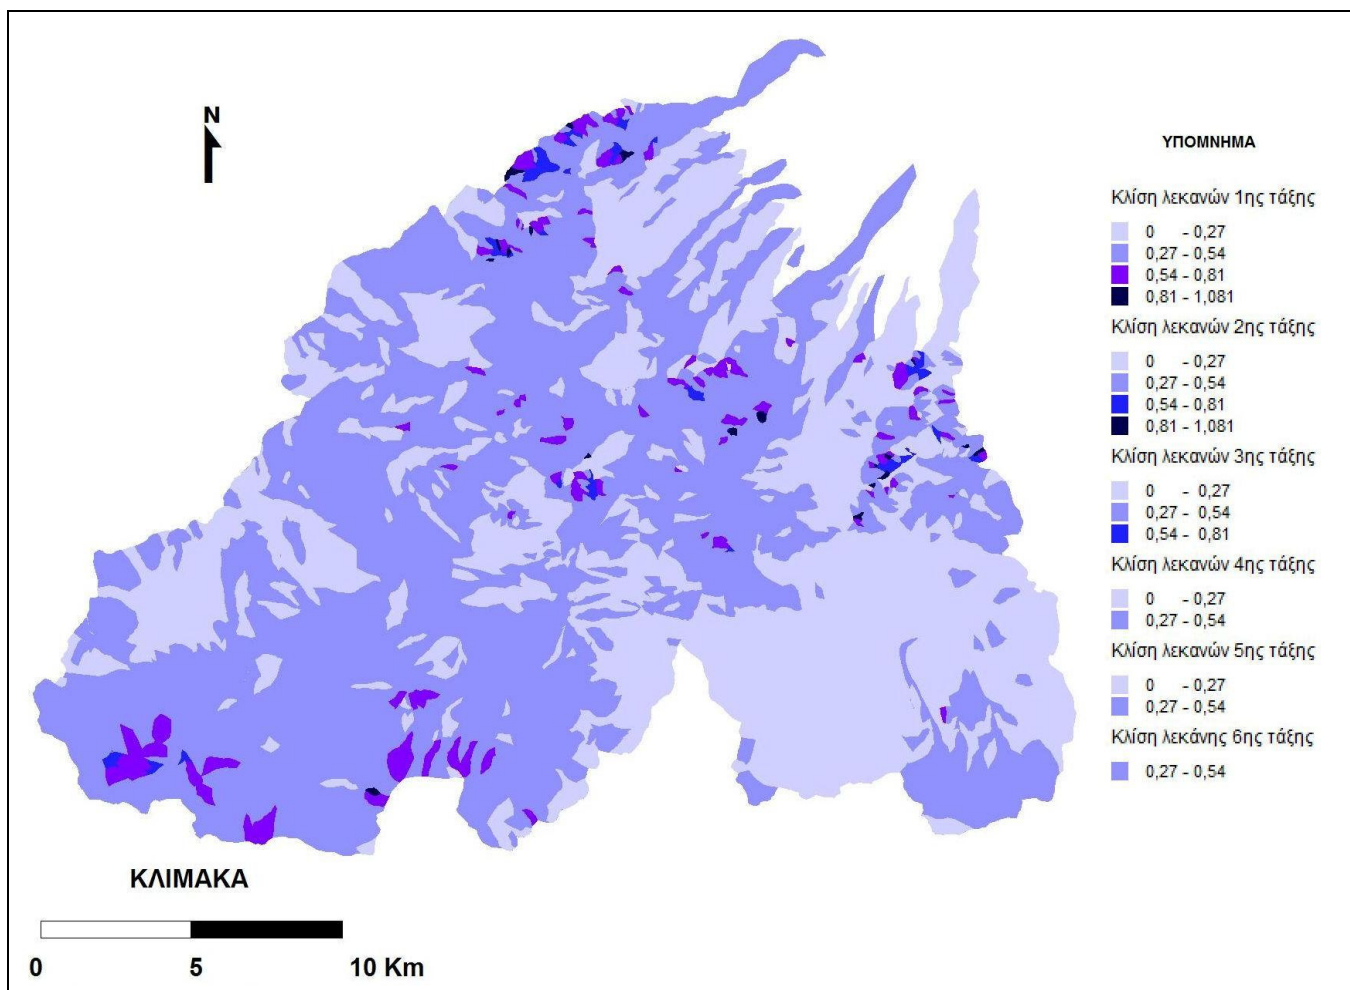 N
ΥΠΟΜΝΗΜΑ
Κλίση λεκανών 1ης τάξης
0 - 0,27
0,27 - 0,54
0,54 - 0,81
0,81 - 1,081
Κλίση λεκανών 2ης τάξης
0 - 0,27
0,27 - 0,54
0,54 - 0,81
0,81 - 1,081
Κλίση λεκανών 3ης τάξης
0 - 0,27
0,27 - 0,54
0,54 - 0,81
Κλίση λεκανών 4ης τάξης
0 - 0,27
0,27 - 0,54
Κλίση λεκανών 5ης τάξης
0 - 0,27
0,27 - 0,54
Κλίση λεκάνης 6ης τάξης
0,27 - 0,54
ΚΛΙΜΑΚΑ
0 5 10 Km